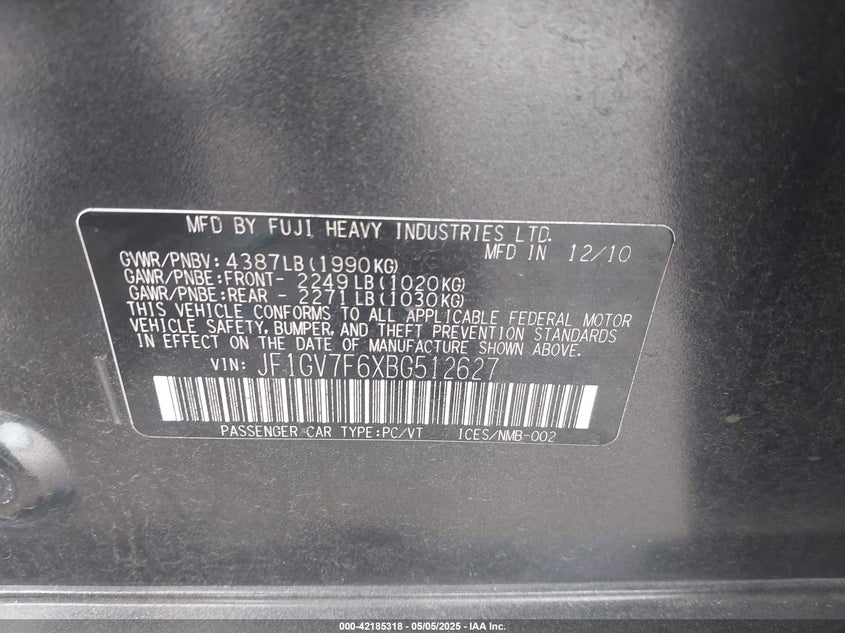 MFD BY FUJI HEAVY INDUSTRIES LTD.
MFD IN 12/10
GVWR/PNBV: 4387LB(1990KG)
GAWR/PNBE:FRONT- 2249LB(1020KG)
GAWR/PNBE:REAR - 2271LB(1030KG)
THIS VEHICLE CONFORMS TO ALL APPLICABLE FEDERAL MOTOR
VEHICLE SAFETY, BUMPER, AND THEFT PREVENTION STANDARDS
IN EFFECT ON THE DATE OF MANUFACTURE SHOWN ABOVE.
VIN: JF1GV7F6XBG512627
PASSENGER CAR TYPE:PC/VT ICES/NMB-002
000-42185318 - 05/05/2025 - IAA Inc.